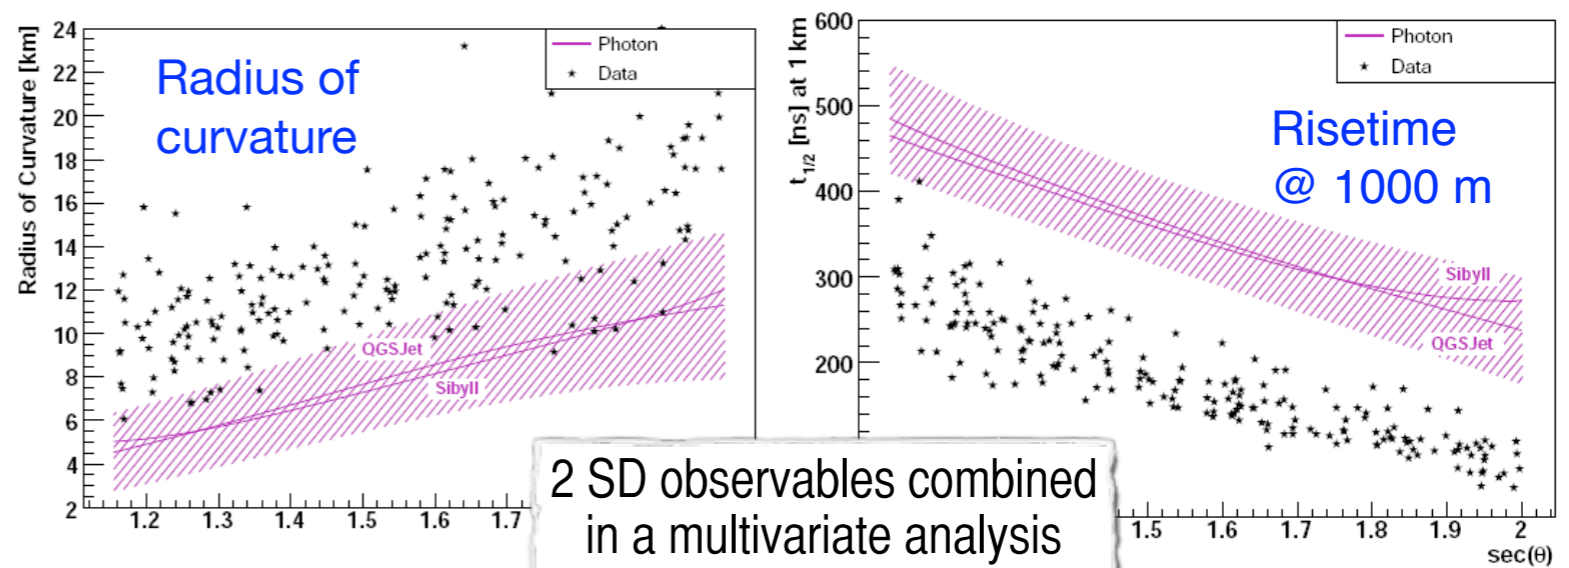 Radius of Curvature [km]
24
22
20
18
16
14
12
10
8
6
4
2
Radius of
curvature
Photon
Data
QGSJet
Sibyll
1.2
1.3
1.4
1.5
1.6
1.7
t1/2 [ns] at 1 km
600
500
400
300
200
Photon
Data
Risetime
@ 1000 m
Sibyll
QGSJet
1.5
1.6
1.7
1.8
1.9
2
sec(θ)
2 SD observables combined
in a multivariate analysis